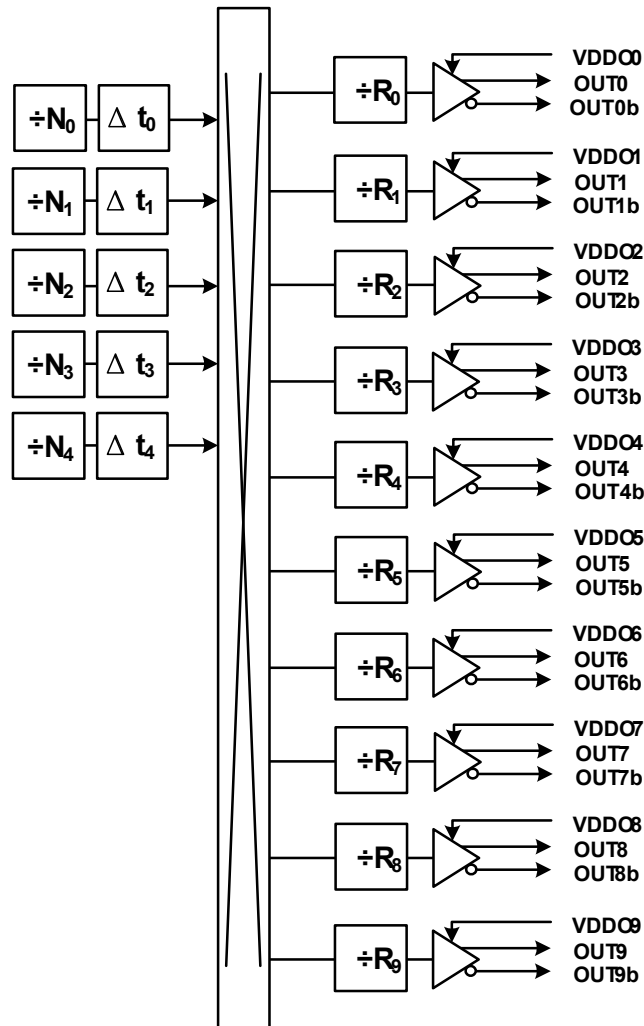 ÷N₀ Δ t₀
÷N₁ Δ t₁
÷N₂ Δ t₂
÷N₃ Δ t₃
÷N₄ Δ t₄
÷R₀
VDDO0
OUT0
OUT0b
÷R₁
VDDO1
OUT1
OUT1b
÷R₂
VDDO2
OUT2
OUT2b
÷R₃
VDDO3
OUT3
OUT3b
÷R₄
VDDO4
OUT4
OUT4b
÷R₅
VDDO5
OUT5
OUT5b
÷R₆
VDDO6
OUT6
OUT6b
÷R₇
VDDO7
OUT7
OUT7b
÷R₈
VDDO8
OUT8
OUT8b
÷R₉
VDDO9
OUT9
OUT9b